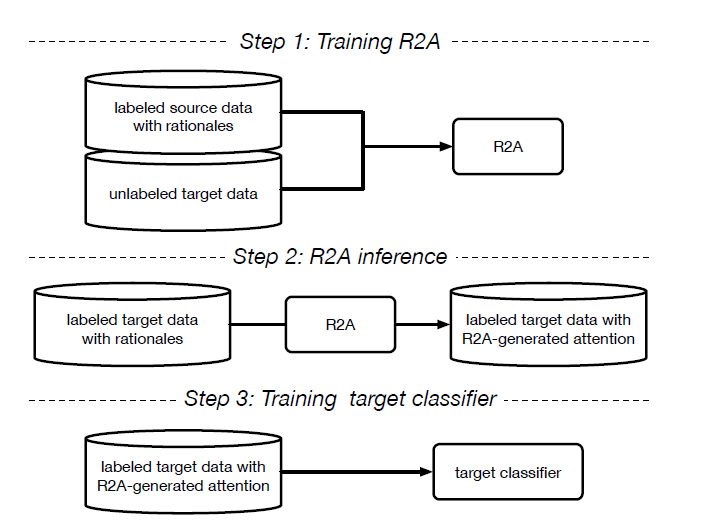 Step 1: Training R2A
labeled source data
with rationales
R2A
unlabeled target data
Step 2: R2A inference
labeled target data
with rationales
R2A
labeled target data with
R2A-generated attention
Step 3: Training target classifier
labeled target data with
R2A-generated attention
target classifier